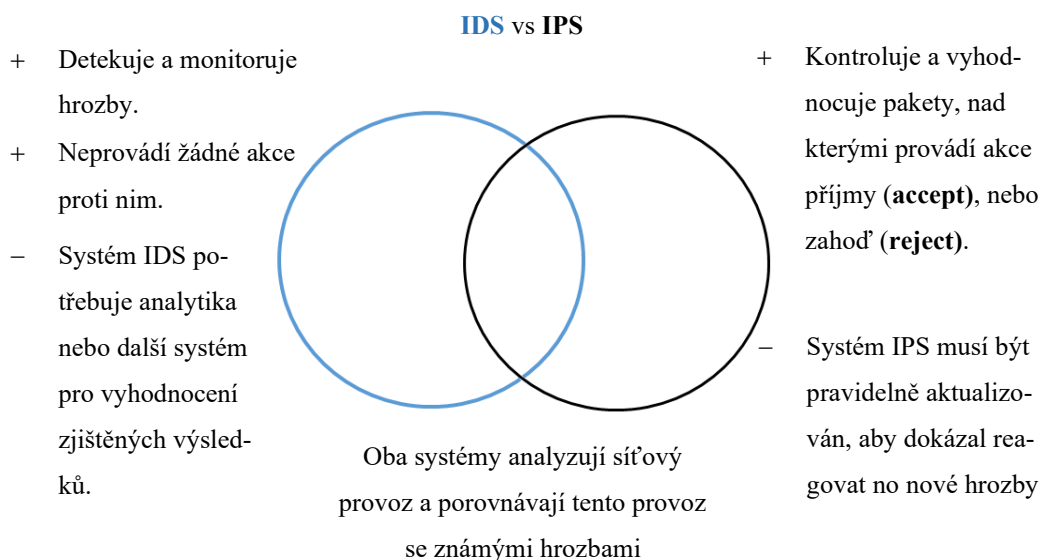 IDS vs IPS
+ Detekuje a monitoruje
hrozby.
+ Neprovádí žádné akce
proti nim.
− Systém IDS po-
třebuje analytika
nebo další systém
pro vyhodnocení
zjištěných výsled-
ků.
+ Kontroluje a vyhod-
nocuje pakety, nad
kterými provádí akce
příjmy (accept), nebo
zahoď (reject).
− Systém IPS musí být
pravidelně aktualizo-
ván, aby dokázal rea-
govat no nové hrozby
Oba systémy analyzují síťový
provoz a porovnávají tento provoz
se známými hrozbami